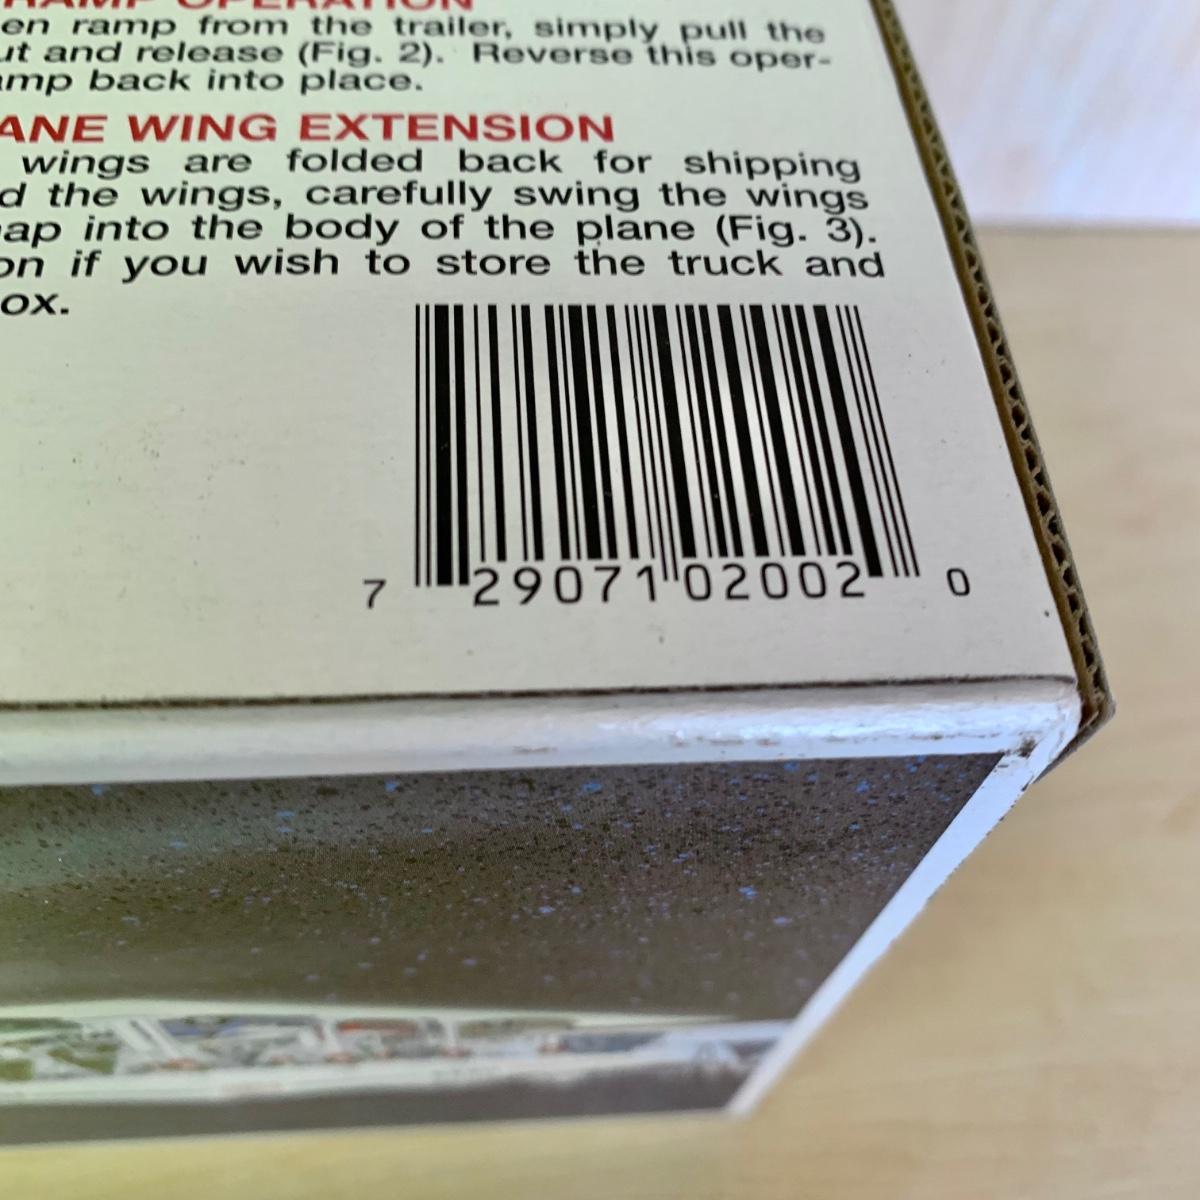 RAMP OPERATION
en ramp from the trailer, simply pull the
ut and release (Fig. 2). Reverse this oper-
amp back into place.
ANE WING EXTENSION
wings are folded back for shipping
d the wings, carefully swing the wings
ap into the body of the plane (Fig. 3).
on if you wish to store the truck and
ox.
7 29071 02002 0